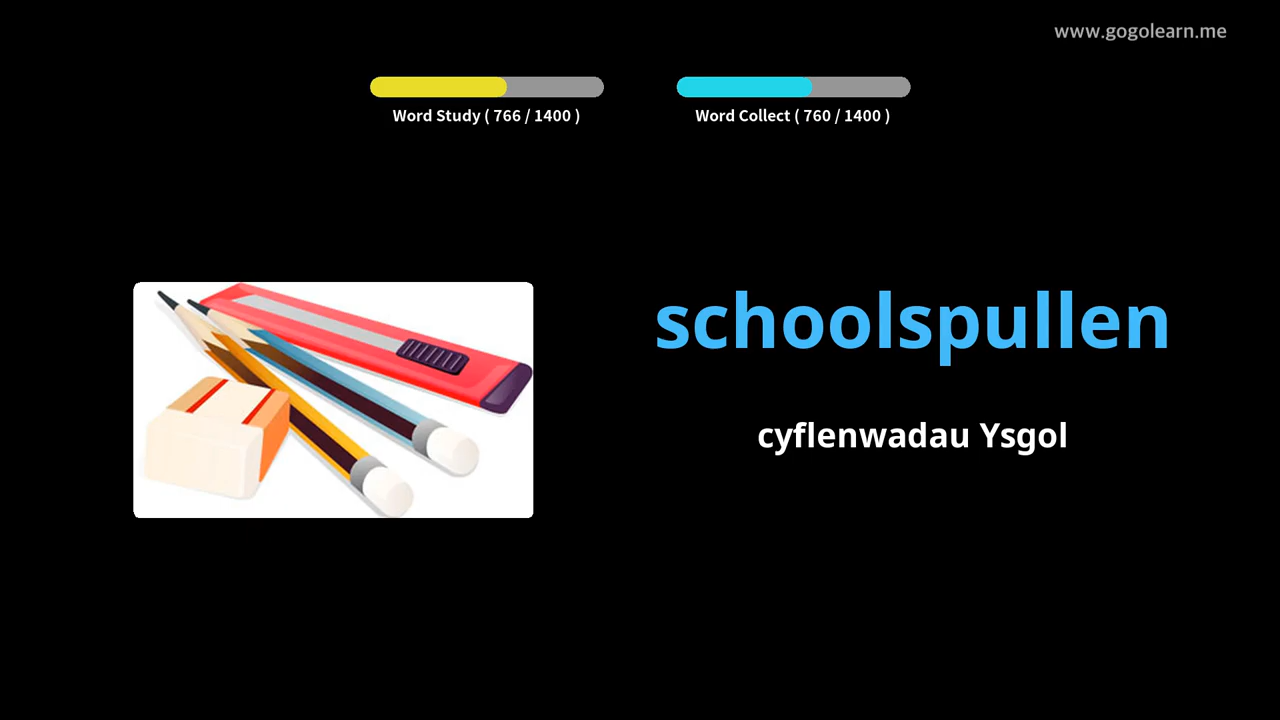 www.gogolearn.me
Word Study ( 766 / 1400 )
Word Collect ( 760 / 1400 )
schoolspullen
cyflenwadau Ysgol